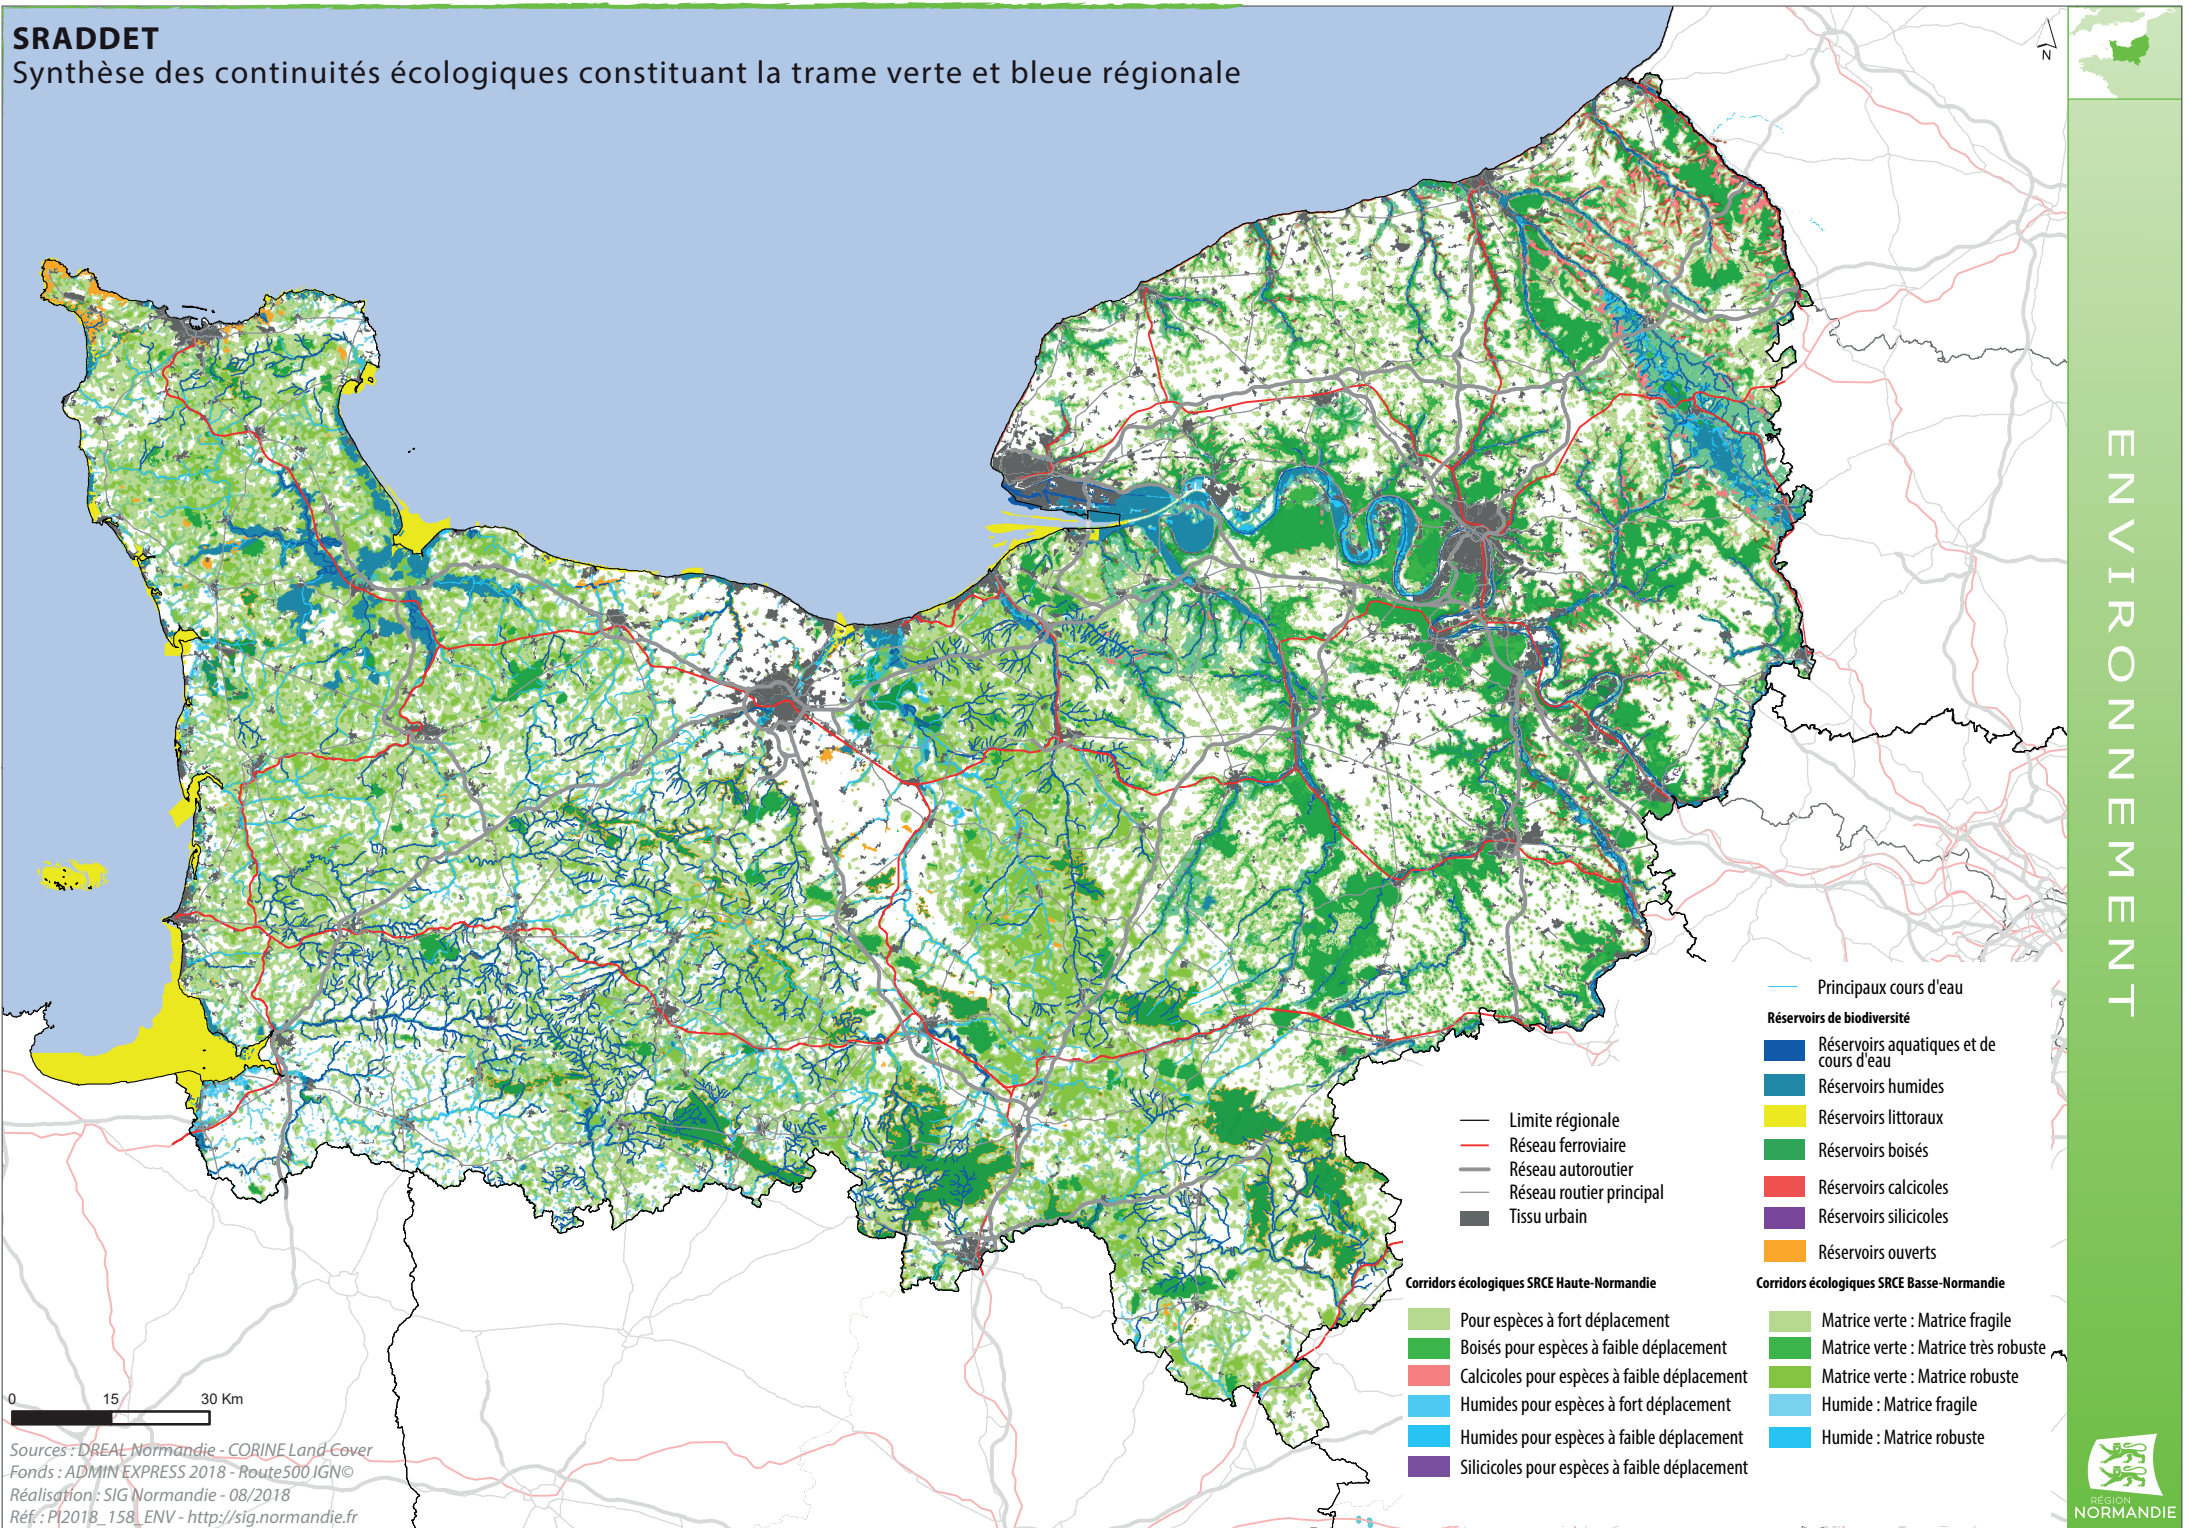 SRADDET
Synthèse des continuités écologiques constituant la trame verte et bleue régionale
N
ENVIRONNEMENT
Principaux cours d'eau
Réservoirs de biodiversité
Réservoirs aquatiques et de
cours d'eau
Réservoirs humides
Réservoirs littoraux
Réservoirs boisés
Réservoirs calcicoles
Réservoirs silicicoles
Réservoirs ouverts
Limite régionale
Réseau ferroviaire
Réseau autoroutier
Réseau routier principal
Tissu urbain
Corridors écologiques SRCE Haute-Normandie
Pour espèces à fort déplacement
Boisés pour espèces à faible déplacement
Calcicoles pour espèces à faible déplacement
Humides pour espèces à fort déplacement
Humides pour espèces à faible déplacement
Silicicoles pour espèces à faible déplacement
Corridors écologiques SRCE Basse-Normandie
Matrice verte : Matrice fragile
Matrice verte : Matrice très robuste
Matrice verte : Matrice robuste
Humide : Matrice fragile
Humide : Matrice robuste
0 15 30 Km
Sources : DREAL Normandie - CORINE Land Cover
Fonds : ADMIN EXPRESS 2018 - Route500 IGN©
Réalisation : SIG Normandie - 08/2018
Réf. : PI2018_158_ENV - http://sig.normandie.fr
RÉGION
NORMANDIE